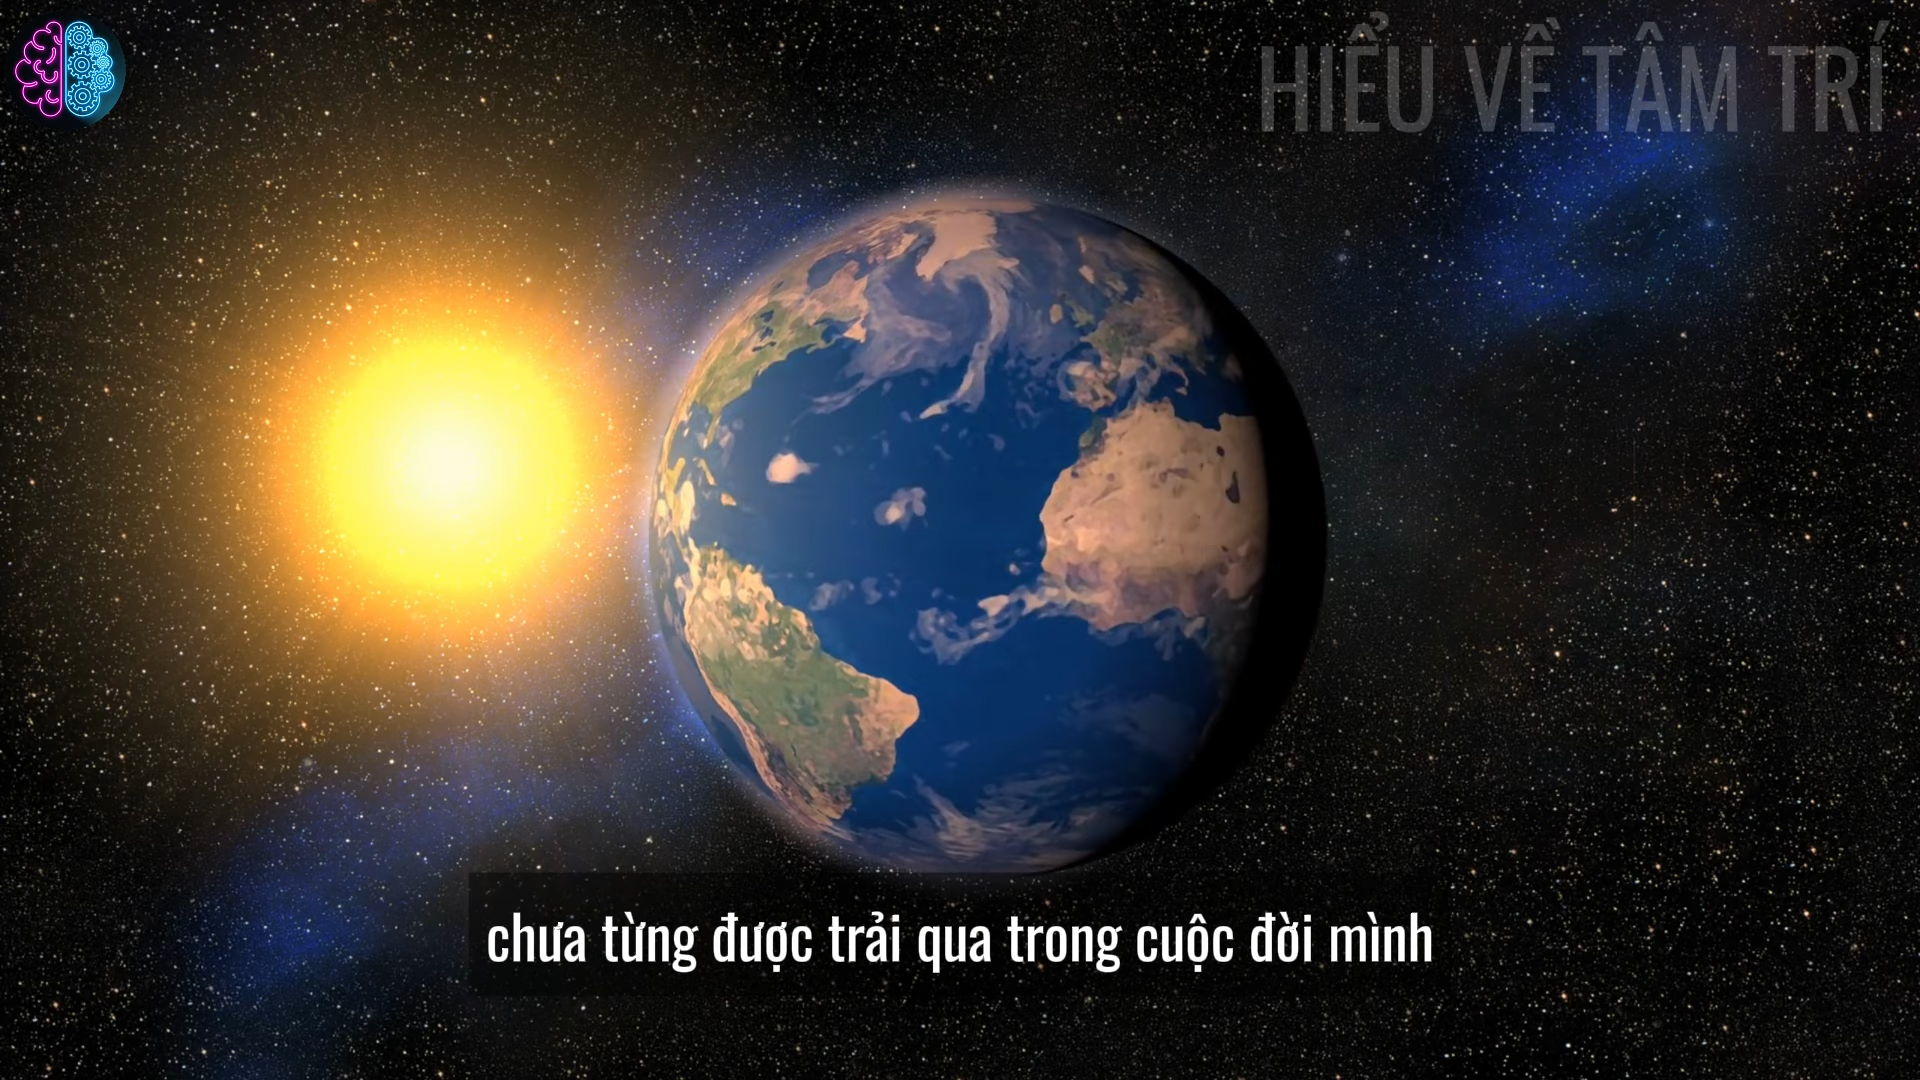 HIỂU VỀ TÂM TRÍ
chưa từng được trải qua trong cuộc đời mình